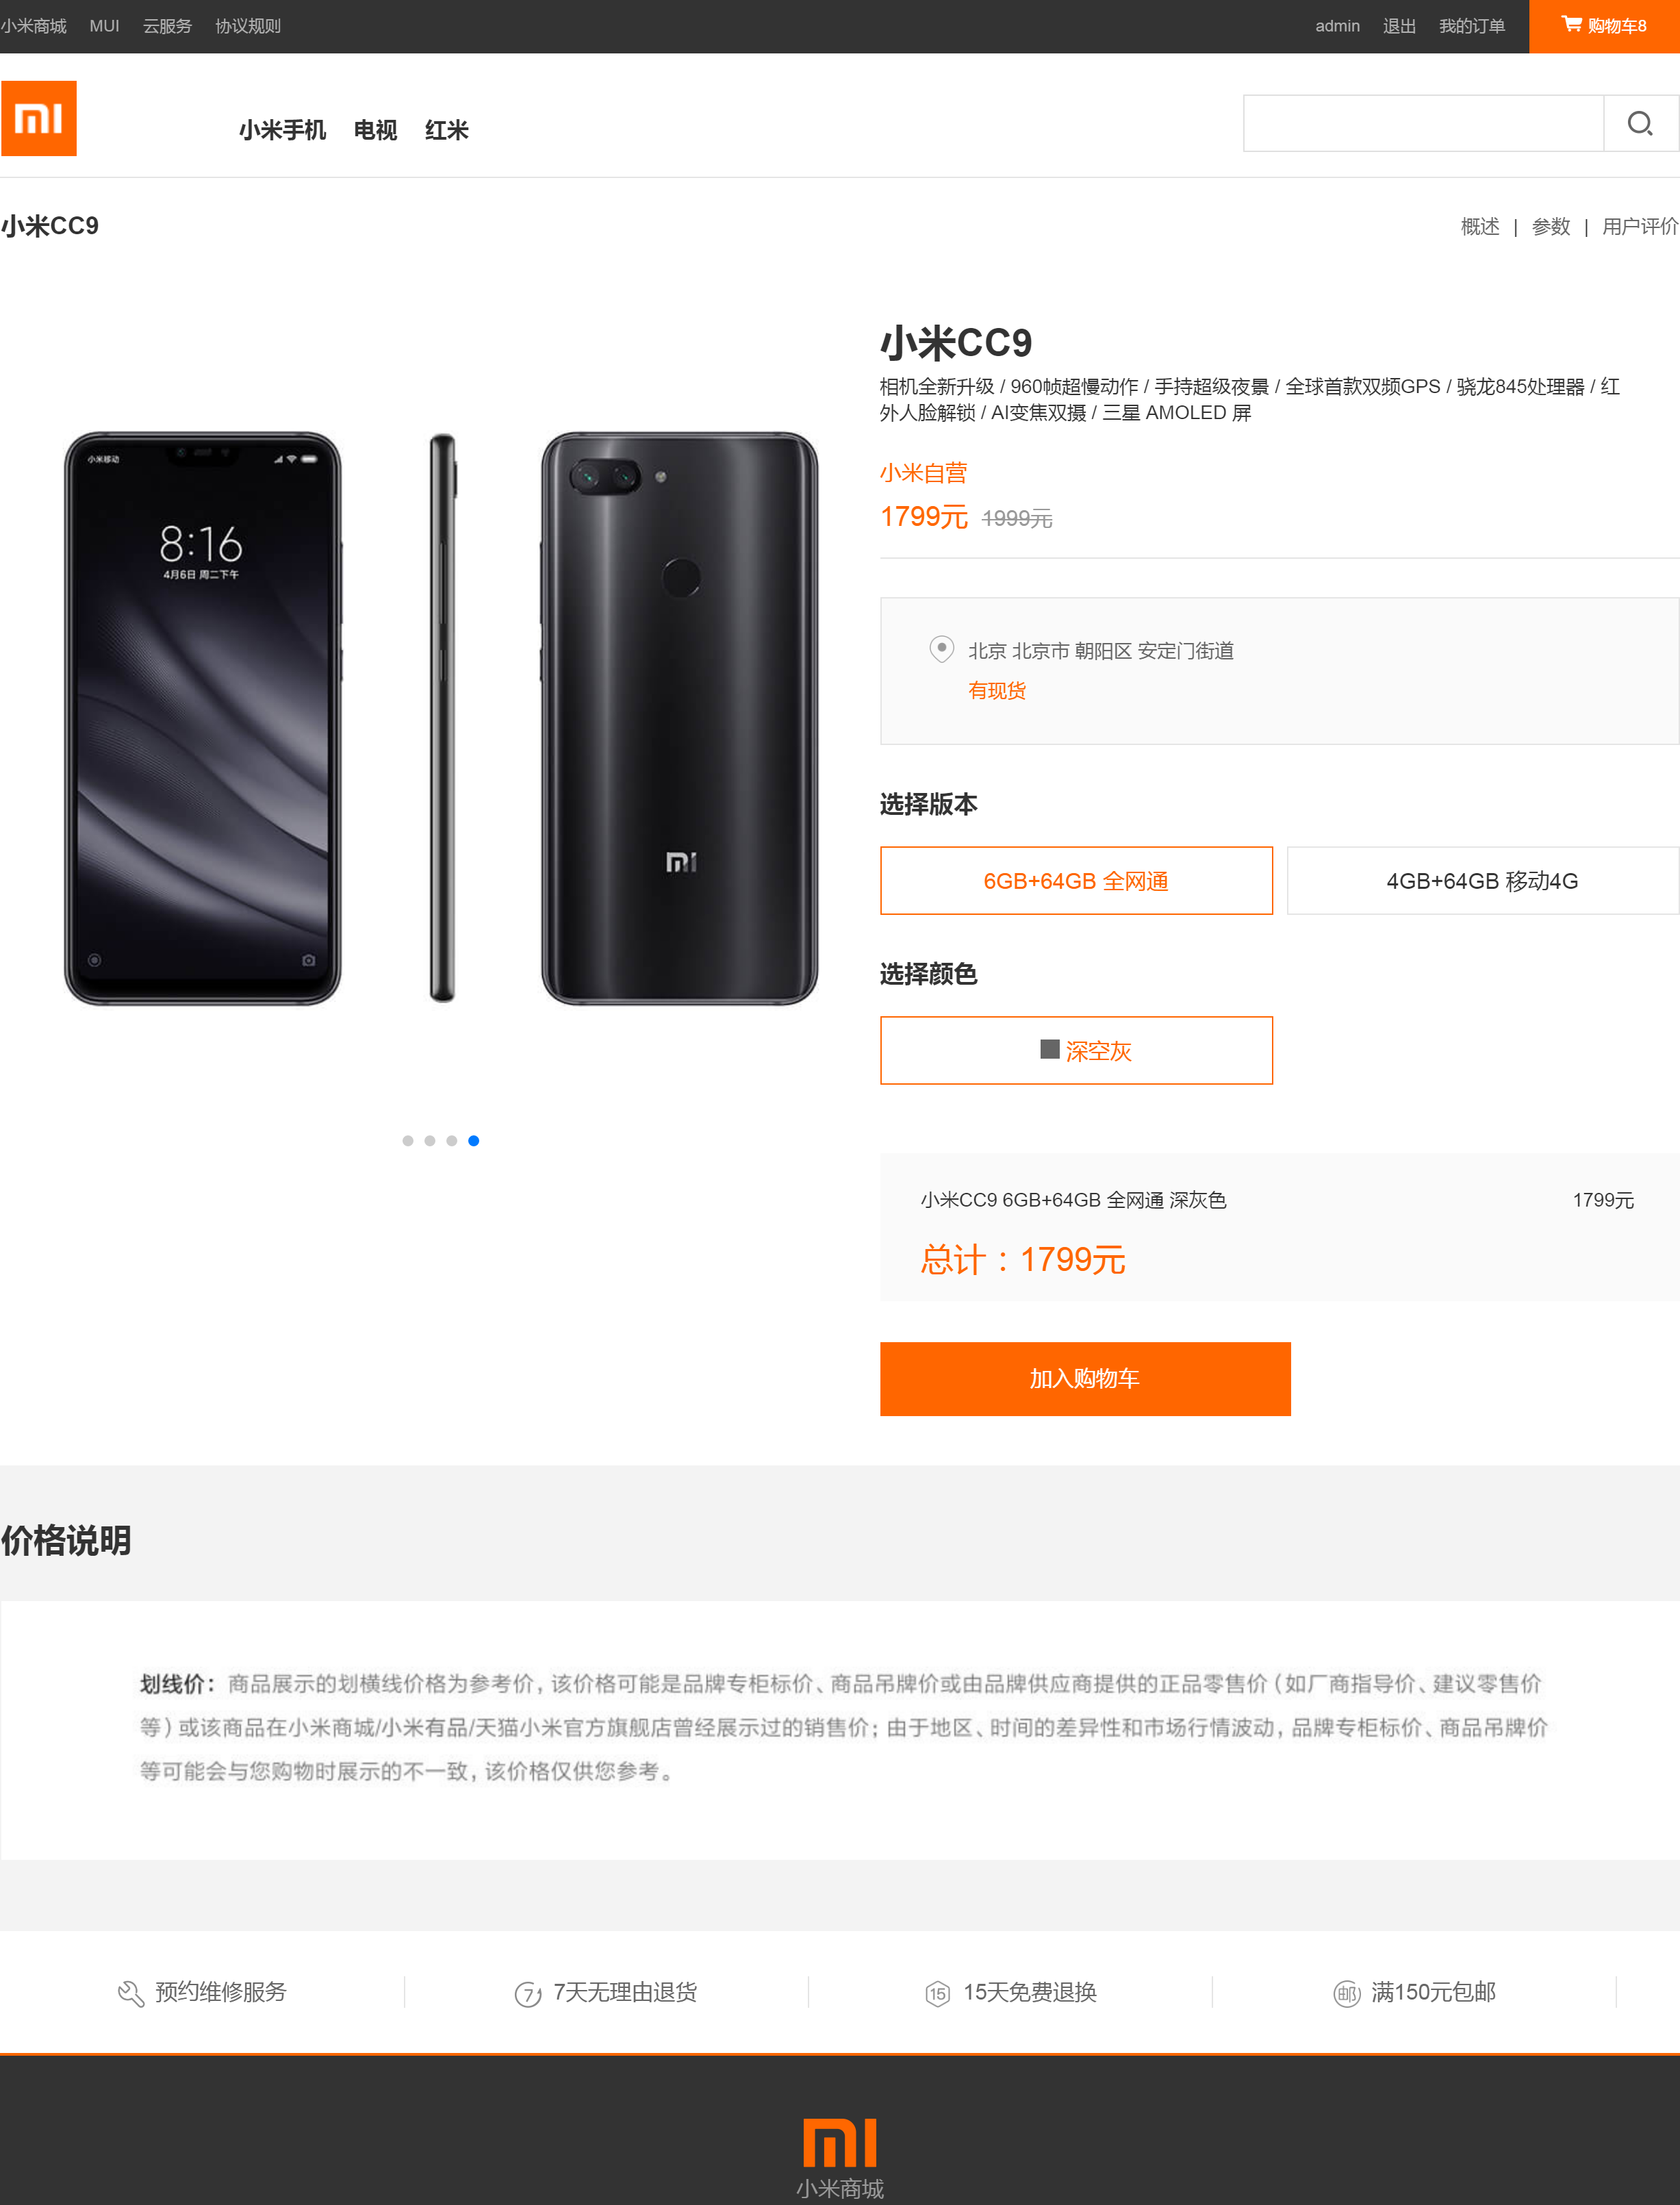 小米商城 MUI 云服务 协议规则 admin 退出 我的订单 购物车8
小米手机 电视 红米
小米CC9 概述 | 参数 | 用户评价
小米CC9
相机全新升级 / 960帧超慢动作 / 手持超级夜景 / 全球首款双频GPS / 骁龙845处理器 / 红
外人脸解锁 / AI变焦双摄 / 三星 AMOLED 屏
小米自营
1799元 1999元
小米移动
8:16
4月6日 周二下午
北京 北京市 朝阳区 安定门街道
有现货
选择版本
6GB+64GB 全网通 4GB+64GB 移动4G
选择颜色
深空灰
小米CC9 6GB+64GB 全网通 深灰色 1799元
总计：1799元
加入购物车
价格说明
划线价：商品展示的划横线价格为参考价，该价格可能是品牌专柜标价、商品吊牌价或由品牌供应商提供的正品零售价（如厂商指导价、建议零售价
等）或该商品在小米商城/小米有品/天猫小米官方旗舰店曾经展示过的销售价；由于地区、时间的差异性和市场行情波动，品牌专柜标价、商品吊牌价
等可能会与您购物时展示的不一致，该价格仅供您参考。
预约维修服务 7 7天无理由退货 15 15天免费退换 邮 满150元包邮
小米商城